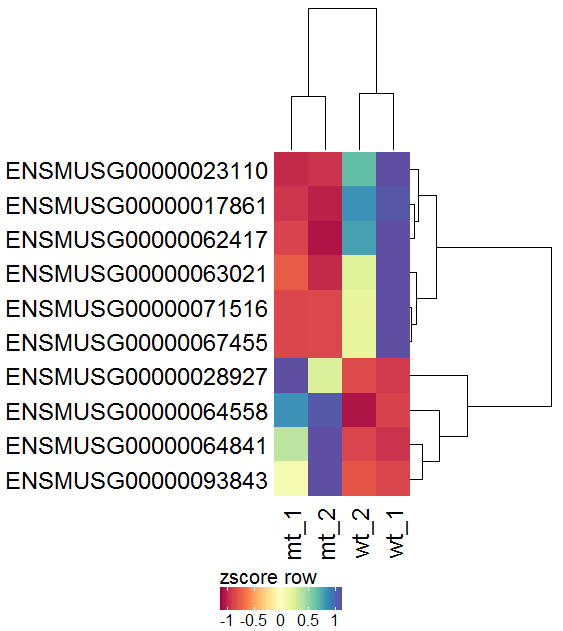 ENSMUSG00000023110
ENSMUSG00000017861
ENSMUSG00000062417
ENSMUSG00000063021
ENSMUSG00000071516
ENSMUSG00000067455
ENSMUSG00000028927
ENSMUSG00000064558
ENSMUSG00000064841
ENSMUSG00000093843
mt_1 mt_2 wt_2 wt_1
zscore row
-1 -0.5 0 0.5 1